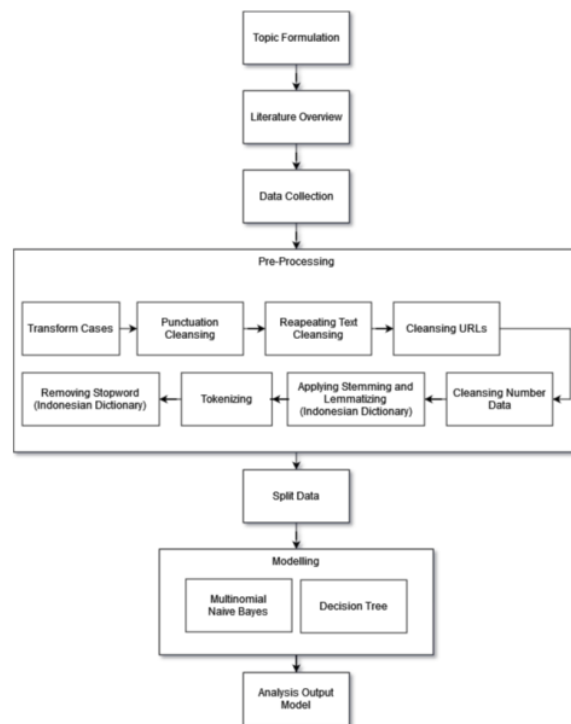 Topic Formulation
Literature Overview
Data Collection
Pre-Processing
Transform Cases
Punctuation
Cleansing
Reapeating Text
Cleansing
Cleansing URLs
Cleansing Number
Data
Applying Stemming and
Lemmatizing
(Indonesian Dictionary)
Tokenizing
Removing Stopword
(Indonesian Dictionary)
Split Data
Modelling
Multinomial
Naive Bayes
Decision Tree
Analysis Output
Model